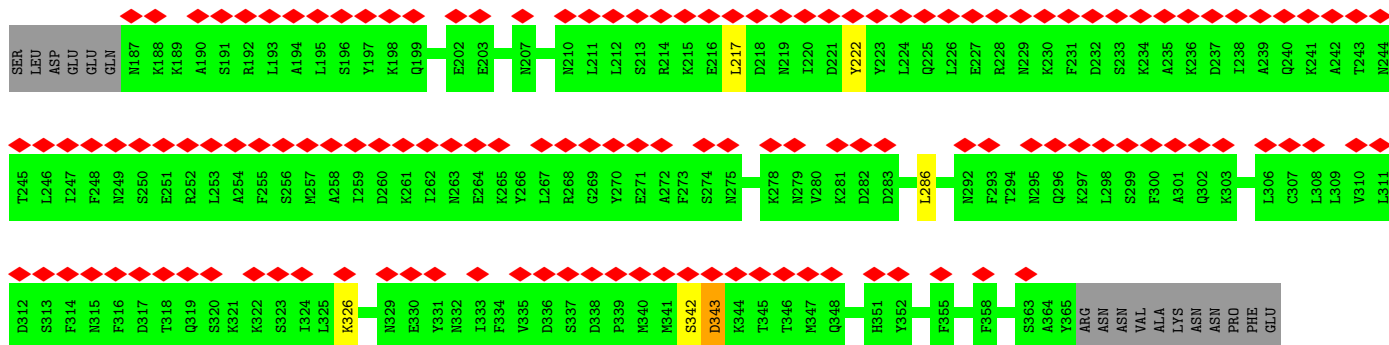 SER LEU ASP GLU GLU GLN N187 K188 K189 A190 S191 R192 L193 A194 L195 S196 Y197 K198 Q199 E202 E203 N207 N210 L211 L212 S213 R214 K215 E216 L217 D218 N219 I220 D221 Y222 Y223 L224 Q225 L226 E227 R228 N229 K230 F231 D232 S233 K234 A235 K236 D237 I238 A239 Q240 K241 A242 T243 N244
T245 L246 I247 F248 N249 S250 E251 R252 L253 A254 F255 S256 M257 A258 I259 D260 K261 I262 N263 E264 K265 Y266 L267 R268 G269 Y270 E271 A272 F273 S274 N275 K278 N279 V280 K281 D282 D283 L286 N292 F293 T294 N295 Q296 K297 L298 S299 F300 A301 Q302 K303 L306 C307 L308 L309 V310 L311
D312 S313 F314 N315 F316 D317 T318 Q319 S320 K321 K322 S323 I324 L325 K326 N329 E330 Y331 N332 I333 F334 V335 D336 S337 D338 P339 M340 M341 S342 D343 K344 T345 T346 M347 Q348 H351 Y352 F355 F358 S363 A364 Y365 ARG ASN ASN VAL ALA LYS ASN ASN PRO PHE GLU